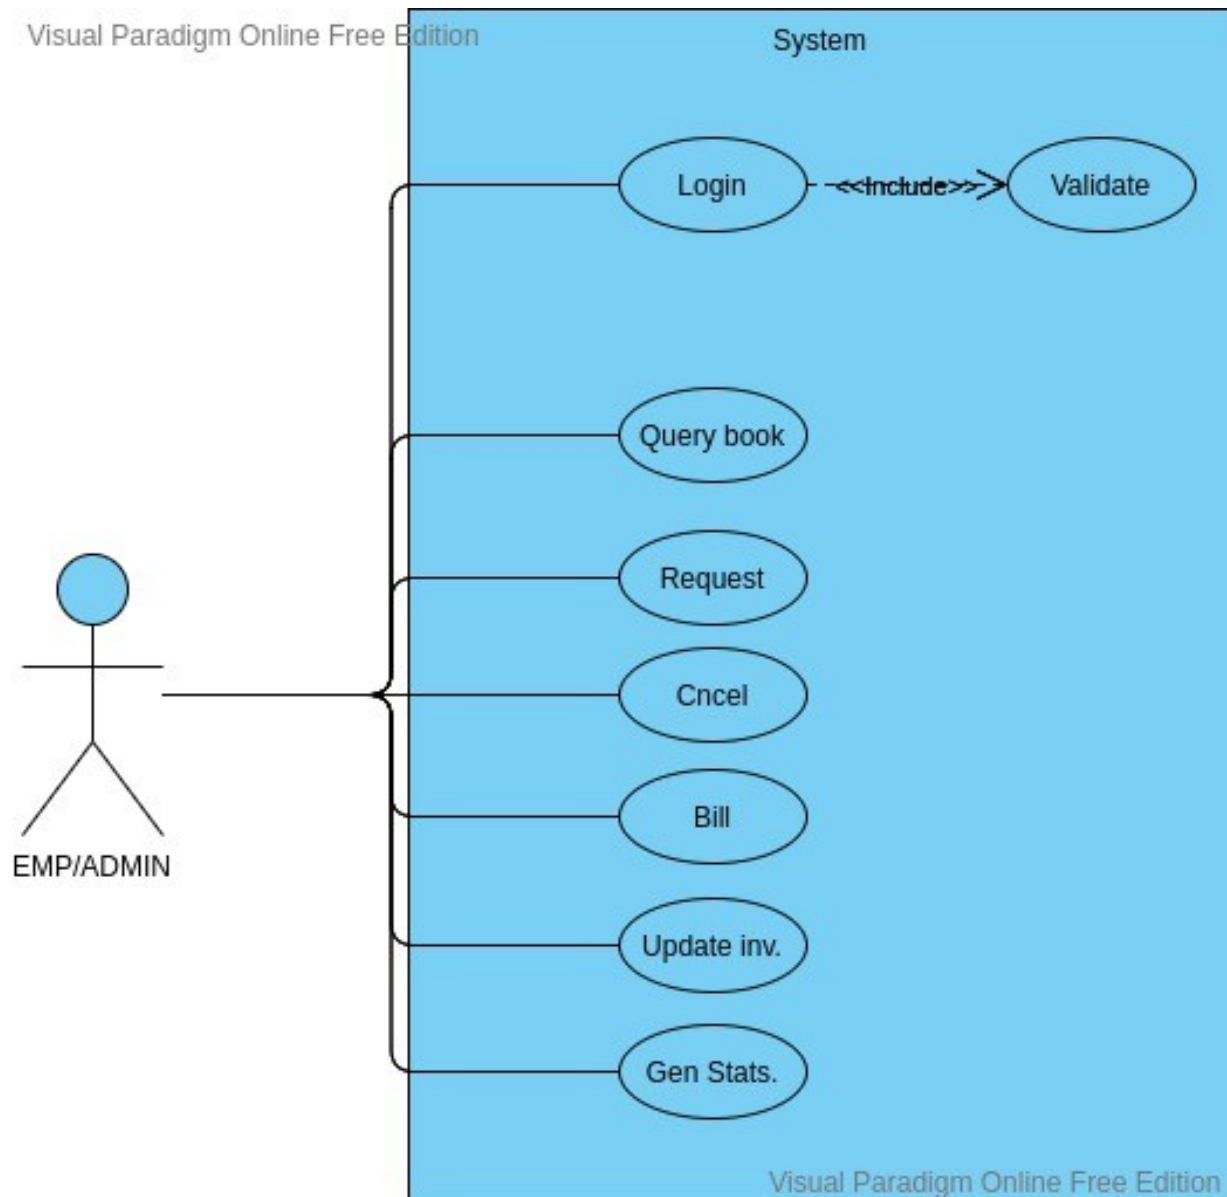 Visual Paradigm Online Free Edition
System
Login
<<Include>>
Validate
Query book
Request
Cncel
Bill
EMP/ADMIN
Update inv.
Gen Stats.
Visual Paradigm Online Free Edition